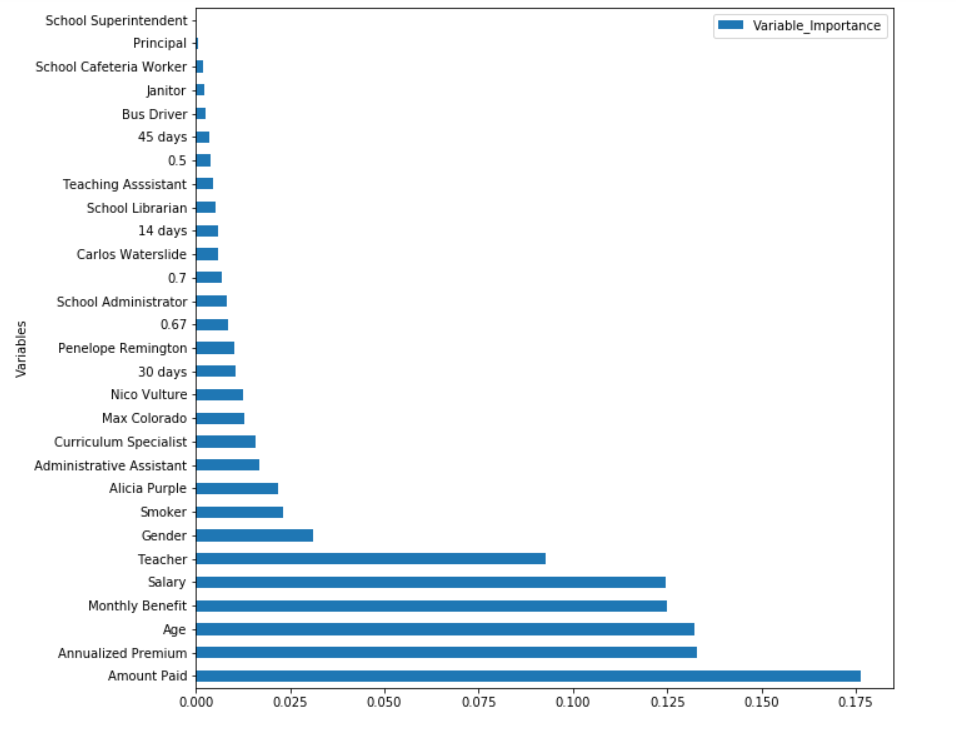 Variable_Importance
School Superintendent
Principal
School Cafeteria Worker
Janitor
Bus Driver
45 days
0.5
Teaching Asssistant
School Librarian
14 days
Carlos Waterslide
0.7
School Administrator
0.67
Penelope Remington
30 days
Nico Vulture
Max Colorado
Curriculum Specialist
Administrative Assistant
Alicia Purple
Smoker
Gender
Teacher
Salary
Monthly Benefit
Age
Annualized Premium
Amount Paid
Variables
0.000 0.025 0.050 0.075 0.100 0.125 0.150 0.175